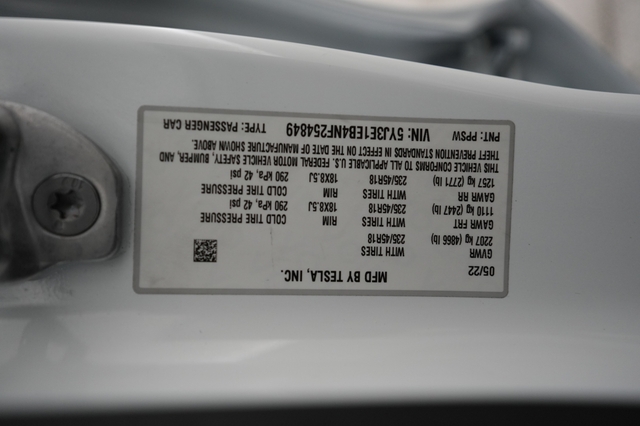 MFD BY TESLA, INC.
05/22
GVWR WITH TIRES
2207 kg (4866 lb) 235/45R18
GAWR FRT WITH TIRES RIM COLD TIRE PRESSURE
1110 kg (2447 lb) 235/45R18 18X8.5J 290 kPa, 42 psi
GAWR RR WITH TIRES RIM COLD TIRE PRESSURE
1257 kg (2771 lb) 235/45R18 18X8.5J 290 kPa, 42 psi
THIS VEHICLE CONFORMS TO ALL APPLICABLE U.S. FEDERAL MOTOR VEHICLE SAFETY, BUMPER, AND
THEFT PREVENTION STANDARDS IN EFFECT ON THE DATE OF MANUFACTURE SHOWN ABOVE.
PNT: PPSW VIN: 5YJ3E1EB4NF254849 TYPE: PASSENGER CAR